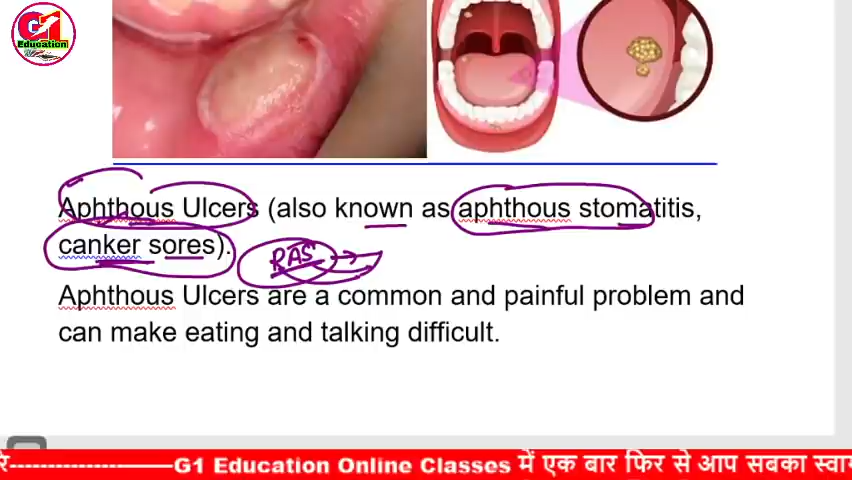 G1
Education
Aphthous Ulcers (also known as aphthous stomatitis,
canker sores).
RAS
Aphthous Ulcers are a common and painful problem and
can make eating and talking difficult.
रे----------------------G1 Education Online Classes में एक बार फिर से आप सबका